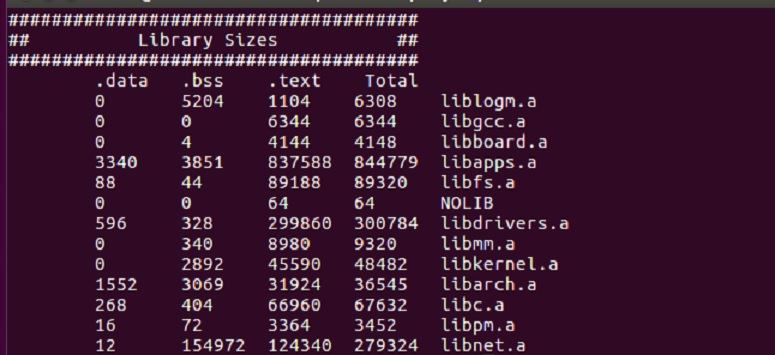 #######################################
## Library Sizes ##
#######################################
.data .bss .text Total
0 5204 1104 6308 liblogm.a
0 0 6344 6344 libgcc.a
0 4 4144 4148 libboard.a
3340 3851 837588 844779 libapps.a
88 44 89188 89320 libfs.a
0 0 64 64 NOLIB
596 328 299860 300784 libdrivers.a
0 340 8980 9320 libmm.a
0 2892 45590 48482 libkernel.a
1552 3069 31924 36545 libarch.a
268 404 66960 67632 libc.a
16 72 3364 3452 libpm.a
12 154972 124340 279324 libnet.a